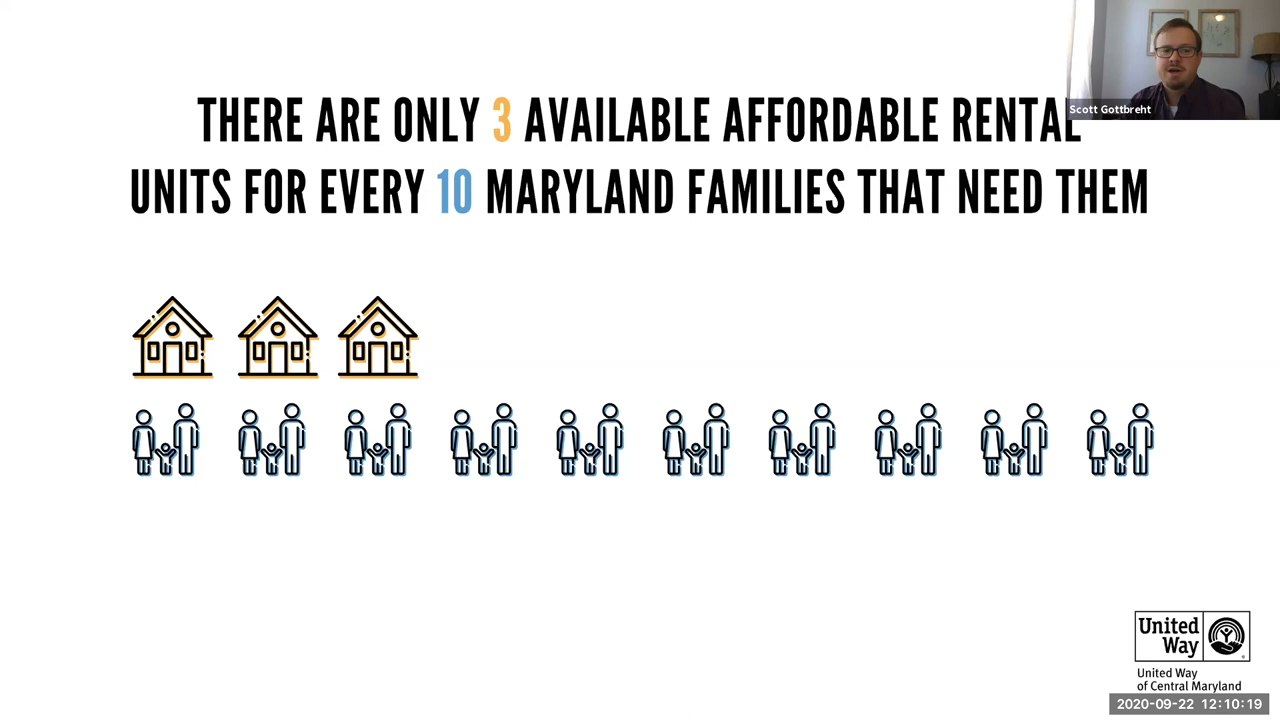 Scott Gottbreht
THERE ARE ONLY 3 AVAILABLE AFFORDABLE RENTAL
UNITS FOR EVERY 10 MARYLAND FAMILIES THAT NEED THEM
United
Way
United Way
of Central Maryland
2020-09-22 12:10:19